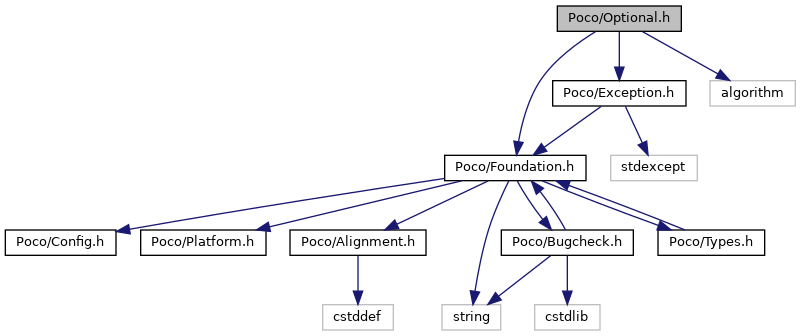 Poco/Optional.h
Poco/Exception.h
algorithm
Poco/Foundation.h
stdexcept
Poco/Config.h
Poco/Platform.h
Poco/Alignment.h
Poco/Bugcheck.h
Poco/Types.h
cstddef
string
cstdlib